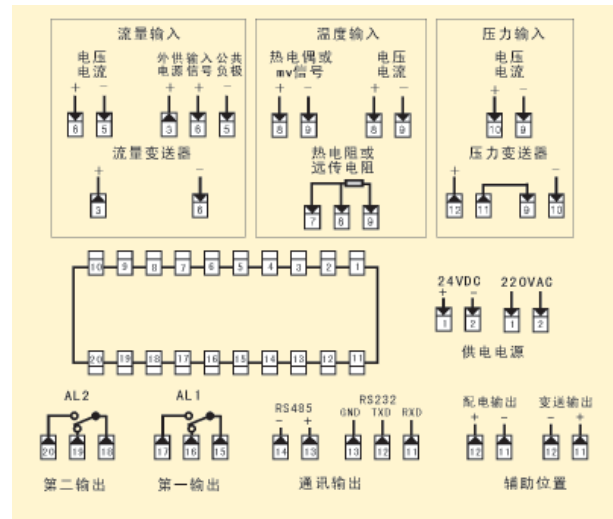 流量输入
电压
电流
外供 输入 公共
电源 信号 负极
+ − + + −
6 5 3 6 5
流量变送器
+ −
3 6
温度输入
热电偶或
mv信号
电压
电流
+ − + −
8 9 8 9
热电阻或
远传电阻
7 8 9
压力输入
电压
电流
+ −
10 9
压力变送器
+ −
12 11 9 10
10 9 8 7 6 5 4 3 2 1
20 19 18 17 16 15 14 13 12 11
24VDC 220VAC
+ −
1 2 1 2
供电电源
AL2
20 19 18
第二输出
AL1
17 16 15
第一输出
RS485
− +
14 13
RS232
GND TXD RXD
13 12 11
通讯输出
配电输出 变送输出
+ − − +
12 11 12 11
辅助位置